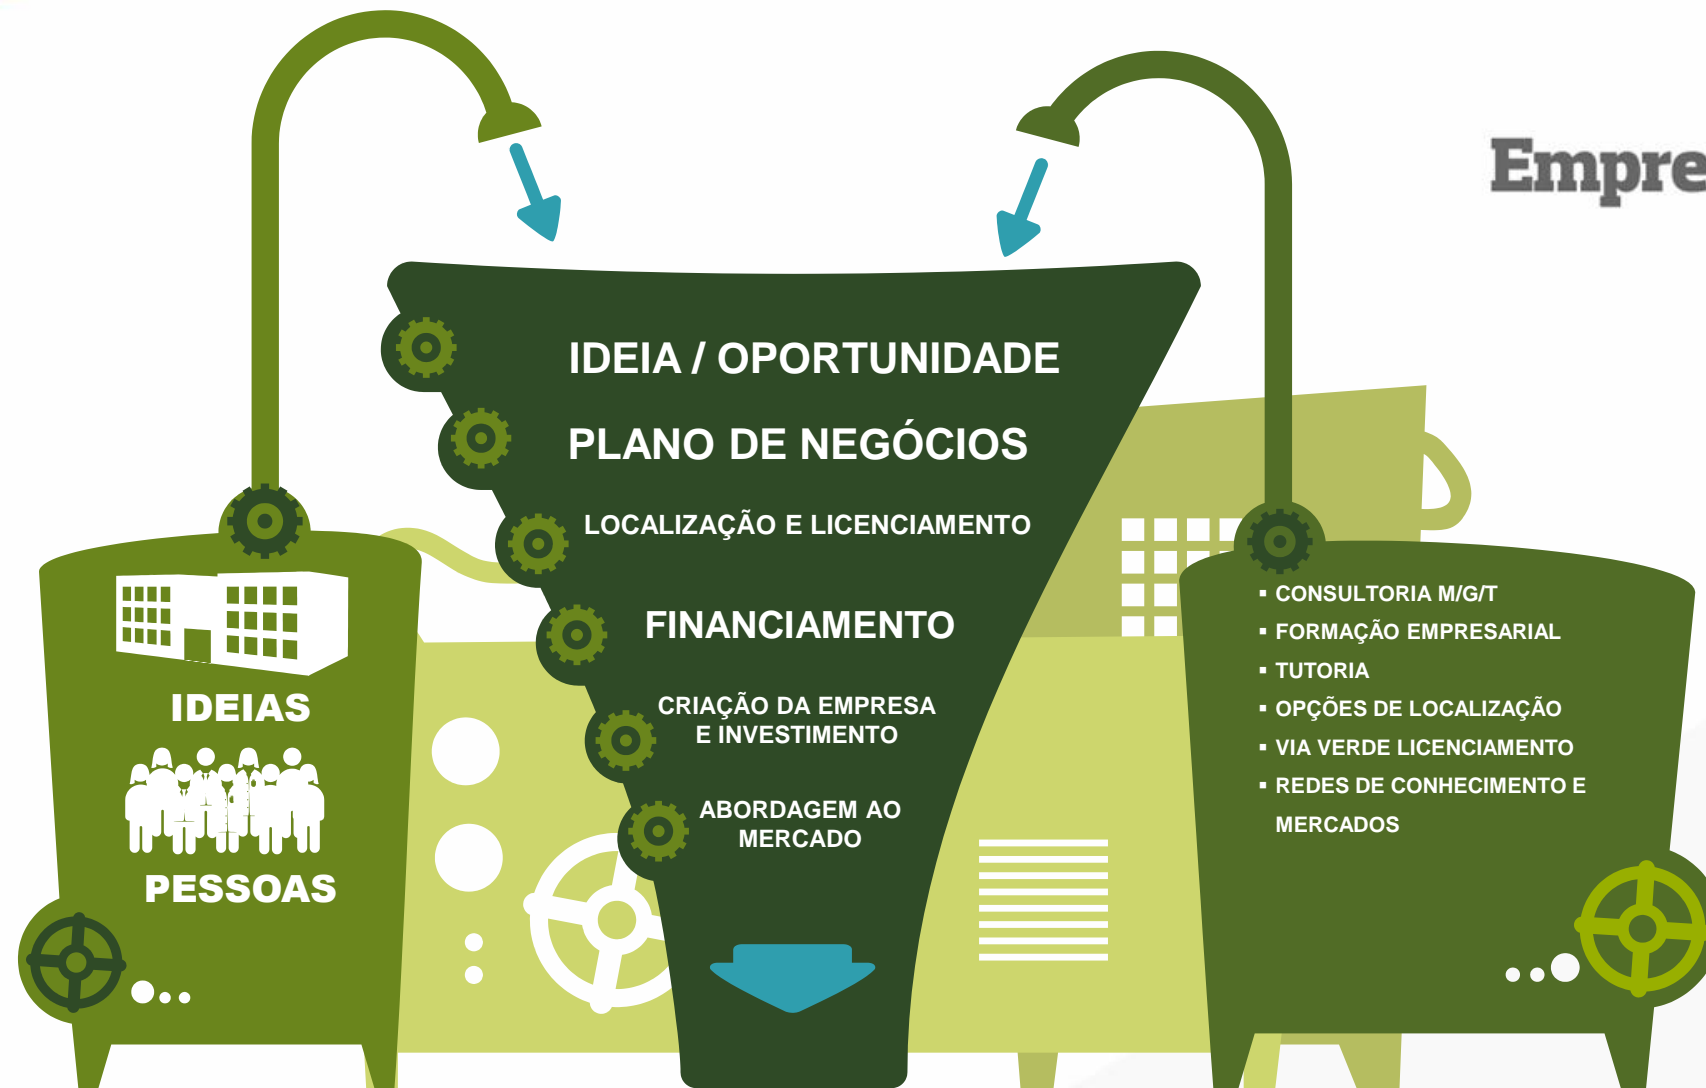 Empre
IDEIA / OPORTUNIDADE
PLANO DE NEGÓCIOS
LOCALIZAÇÃO E LICENCIAMENTO
FINANCIAMENTO
CRIAÇÃO DA EMPRESA
E INVESTIMENTO
ABORDAGEM AO
MERCADO
IDEIAS
PESSOAS
▪ CONSULTORIA M/G/T
▪ FORMAÇÃO EMPRESARIAL
▪ TUTORIA
▪ OPÇÕES DE LOCALIZAÇÃO
▪ VIA VERDE LICENCIAMENTO
▪ REDES DE CONHECIMENTO E
MERCADOS